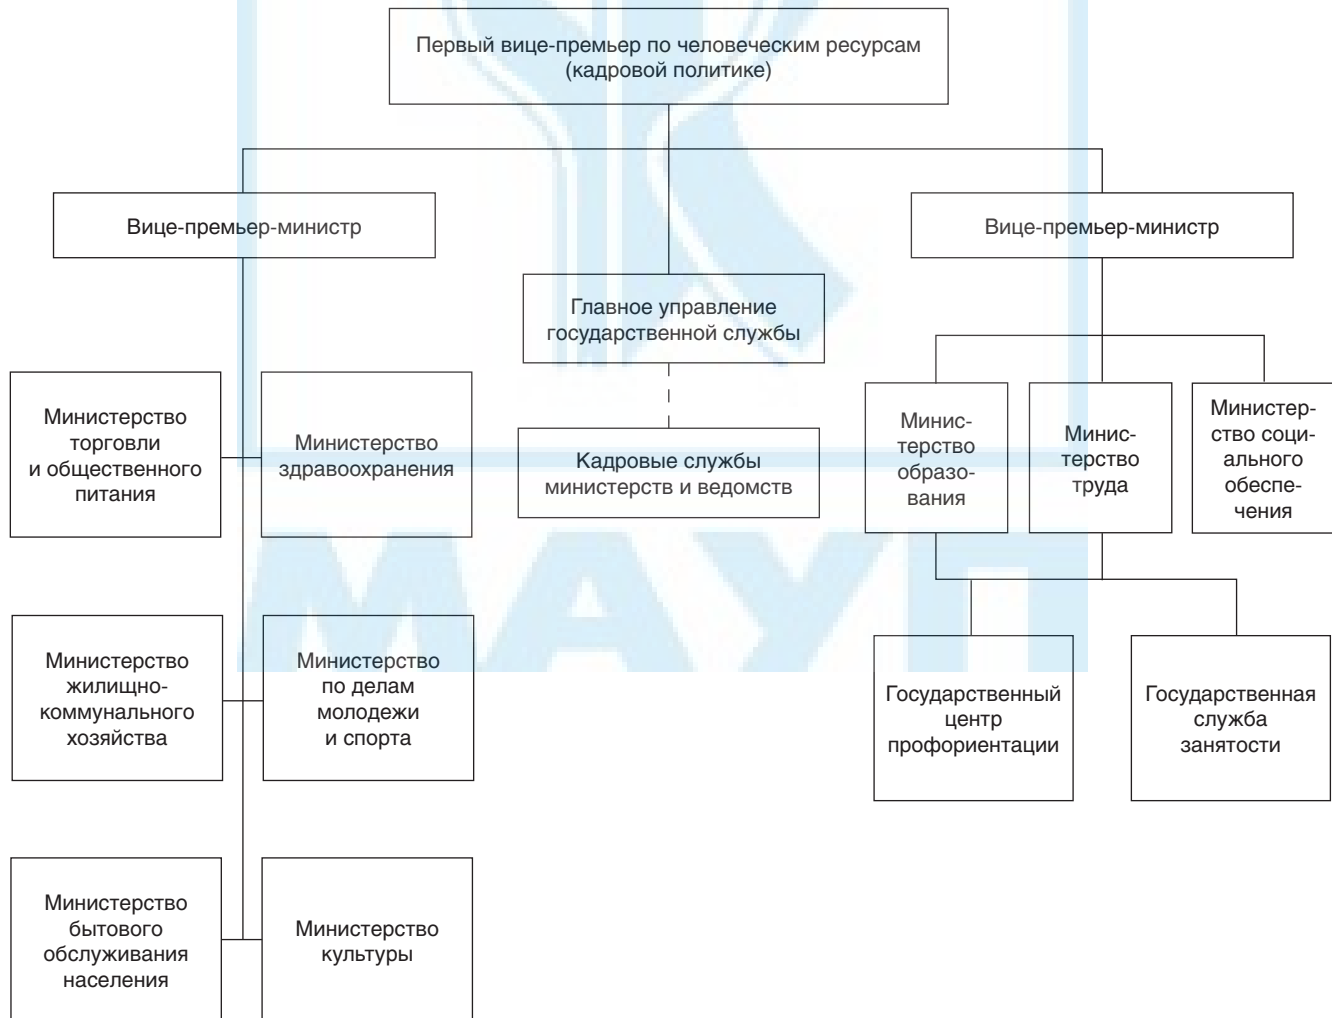 Первый вице-премьер по человеческим ресурсам
(кадровой политике)
Вице-премьер-министр
Вице-премьер-министр
Главное управление
государственной службы
Министерство
торговли
и общественного
питания
Министерство
здравоохранения
Кадровые службы
министерств и ведомств
Минис-
терство
образо-
вания
Минис-
терство
труда
Министер-
ство соци-
ального
обеспе-
чения
Министерство
жилищно-
коммунального
хозяйства
Министерство
по делам
молодежи
и спорта
Государственный
центр
профориентации
Государственная
служба
занятости
Министерство
бытового
обслуживания
населения
Министерство
культуры
МАУП